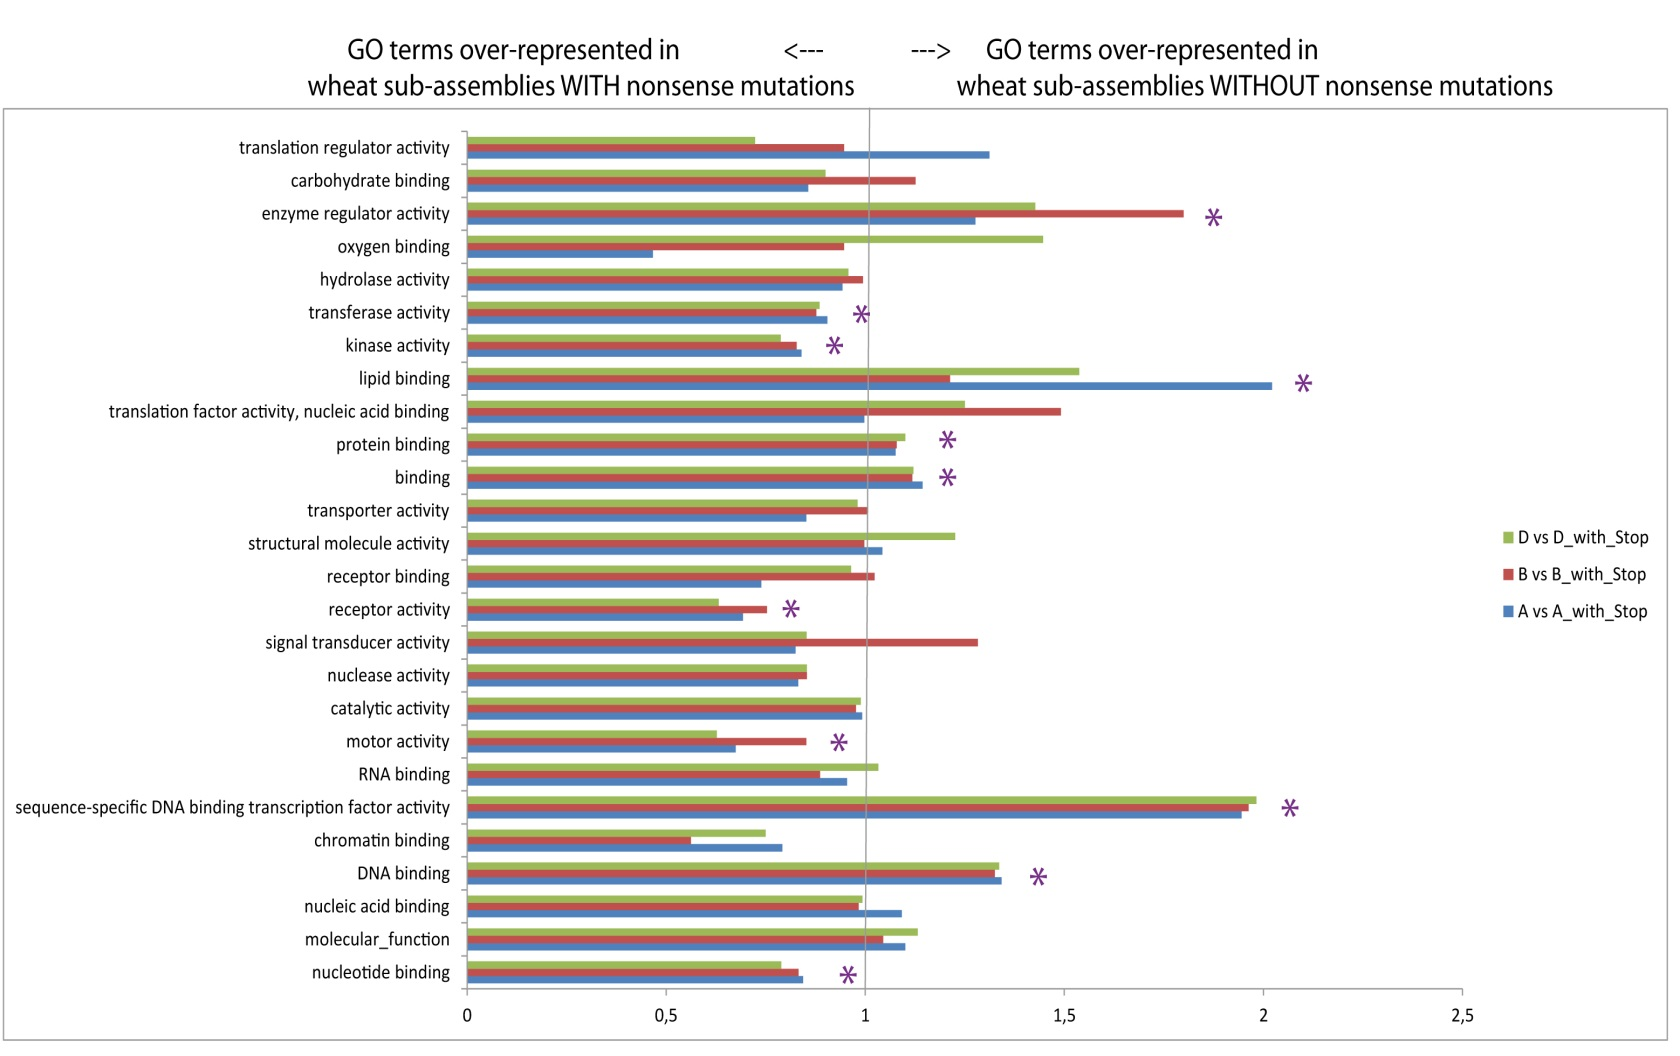 GO terms over-represented in <--- ---> GO terms over-represented in
wheat sub-assemblies WITH nonsense mutations wheat sub-assemblies WITHOUT nonsense mutations
translation regulator activity
carbohydrate binding
enzyme regulator activity *
oxygen binding
hydrolase activity
transferase activity *
kinase activity *
lipid binding *
translation factor activity, nucleic acid binding
protein binding *
binding *
transporter activity
structural molecule activity
receptor binding
receptor activity *
signal transducer activity
nuclease activity
catalytic activity
motor activity *
RNA binding
sequence-specific DNA binding transcription factor activity *
chromatin binding
DNA binding *
nucleic acid binding
molecular_function
nucleotide binding *
0 0,5 1 1,5 2 2,5
D vs D_with_Stop
B vs B_with_Stop
A vs A_with_Stop